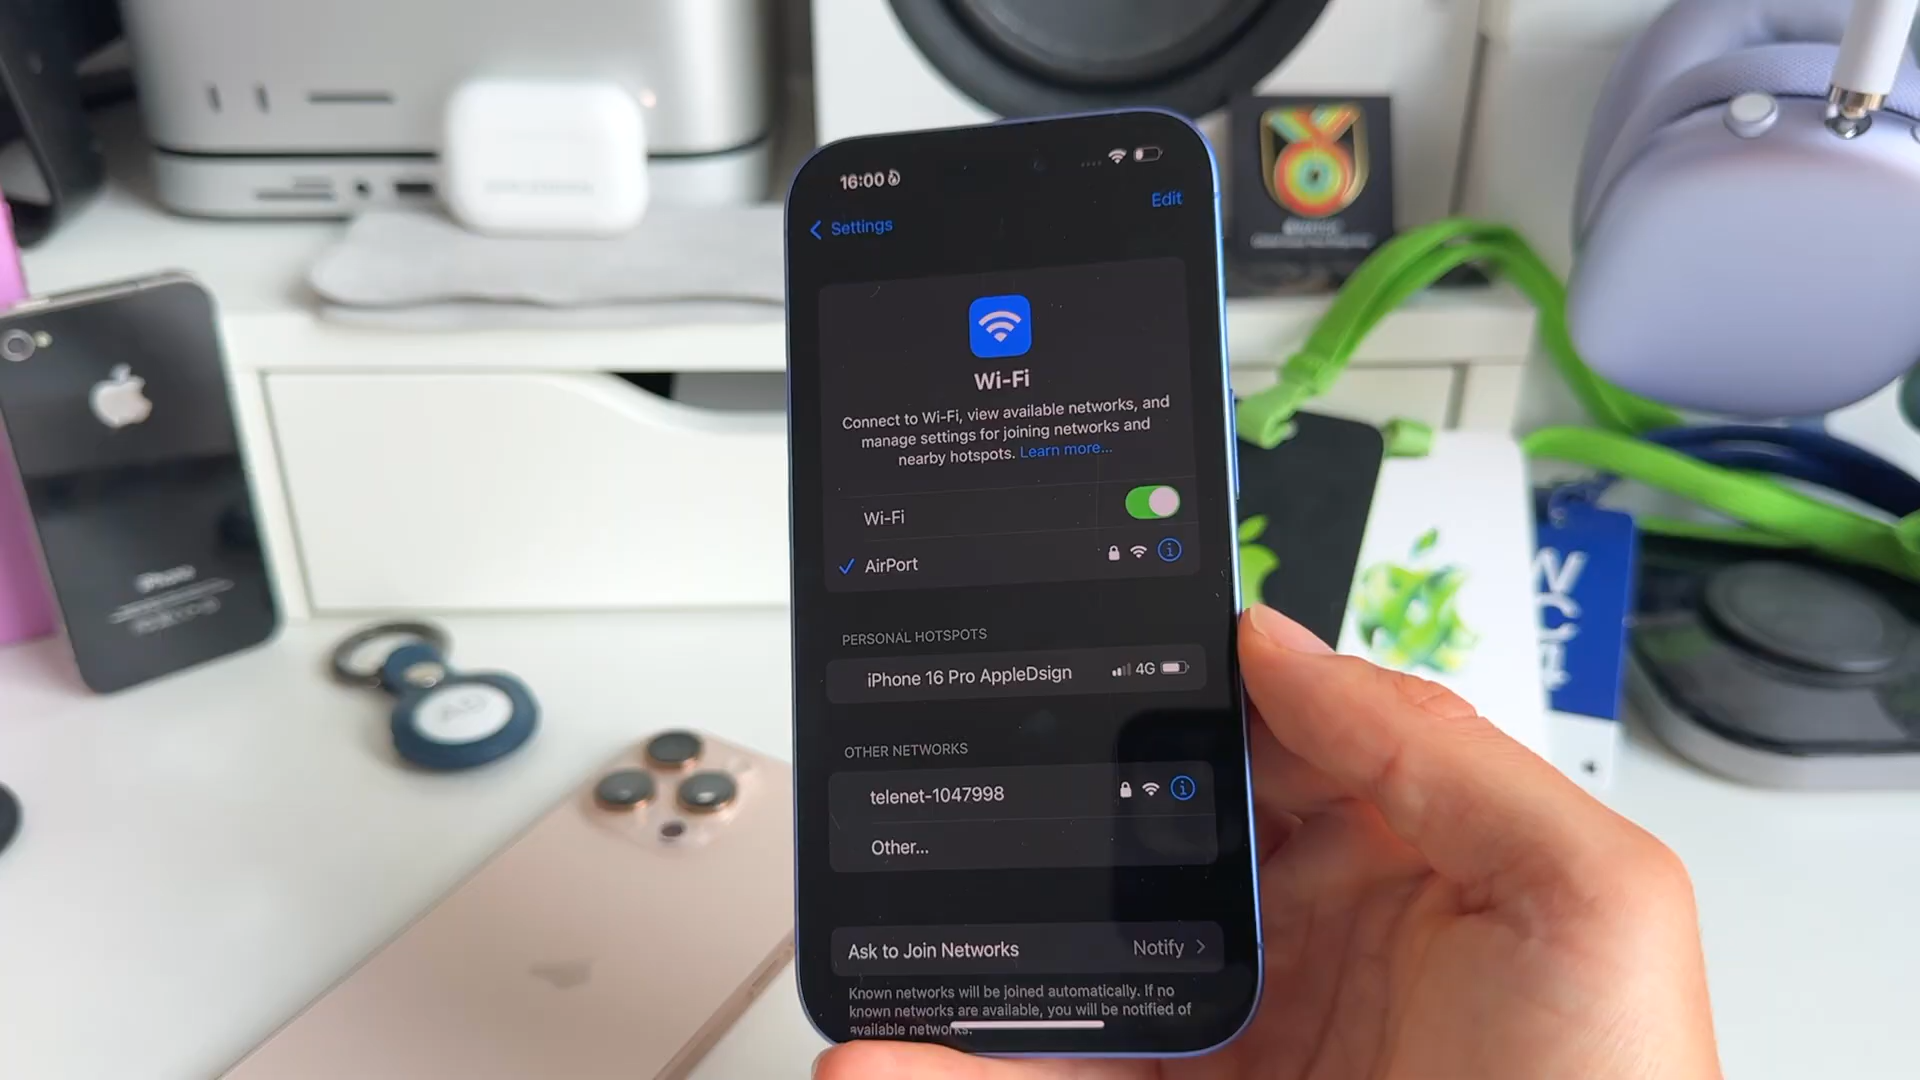 16:00
Settings
Edit
Wi-Fi
Connect to Wi-Fi, view available networks, and
manage settings for joining networks and
nearby hotspots. Learn more...
Wi-Fi
AirPort
PERSONAL HOTSPOTS
iPhone 16 Pro AppleDsign 4G
OTHER NETWORKS
telenet-1047998
Other...
Ask to Join Networks Notify
Known networks will be joined automatically. If no
known networks are available, you will be notified of
available networks.
iPhone